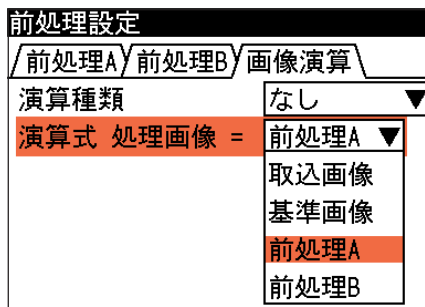 前処理設定
前処理A 前処理B 画像演算
演算種類 なし ▼
演算式 処理画像 = 前処理A ▼
取込画像
基準画像
前処理A
前処理B